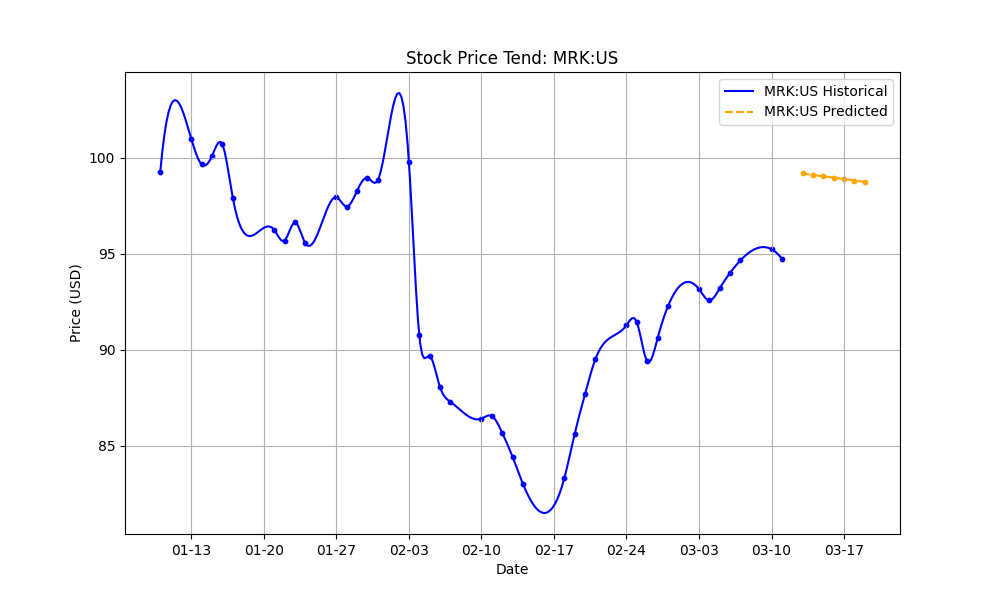 Stock Price Tend: MRK:US
MRK:US Historical
MRK:US Predicted
Price (USD)
100
95
90
85
01-13 01-20 01-27 02-03 02-10 02-17 02-24 03-03 03-10 03-17
Date